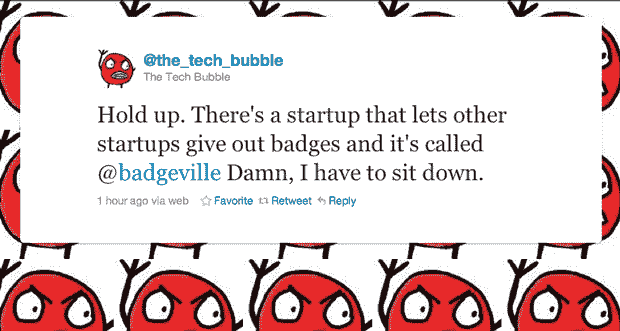 @the_tech_bubble
The Tech Bubble
Hold up. There's a startup that lets other
startups give out badges and it's called
@badgeville Damn, I have to sit down.
1 hour ago via web Favorite Retweet Reply